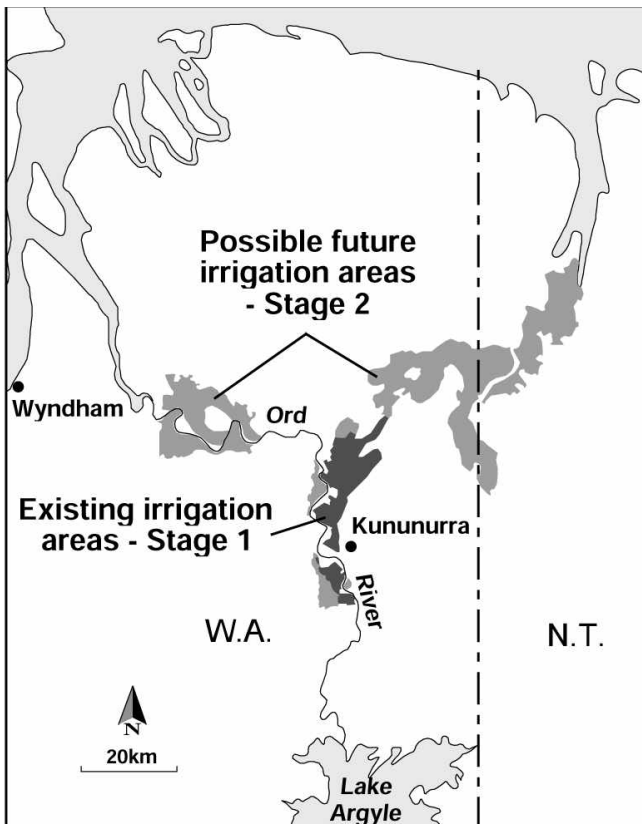 Possible future
irrigation areas
- Stage 2
Wyndham
Ord
Existing irrigation
areas - Stage 1
Kununurra
River
W.A.
N.T.
N
20km
Lake
Argyle